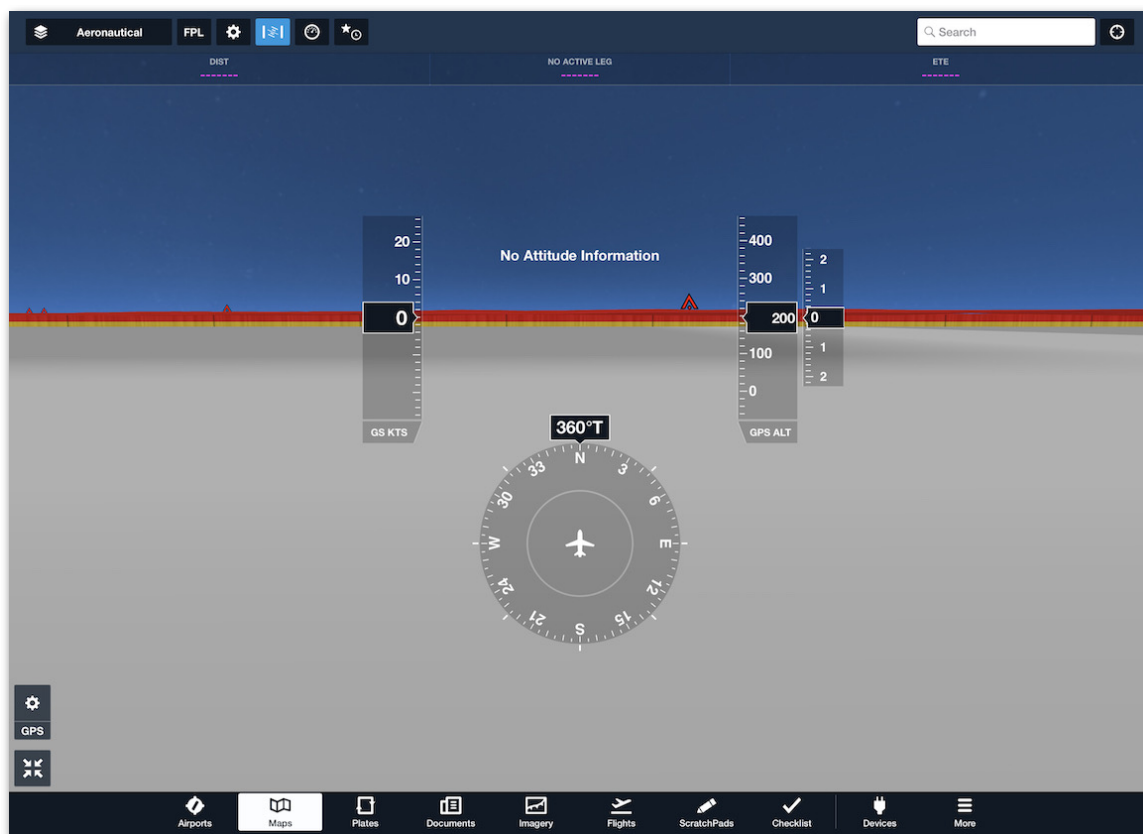 Aeronautical FPL Search
DIST NO ACTIVE LEG ETE
------- ------- -------
No Attitude Information
20
10
0
GS KTS
400
300
200
100
0
GPS ALT
2
1
0
1
2
360°T
N
3
6
E
12
15
S
21
24
W
30
33
GPS
Airports Maps Plates Documents Imagery Flights ScratchPads Checklist Devices More